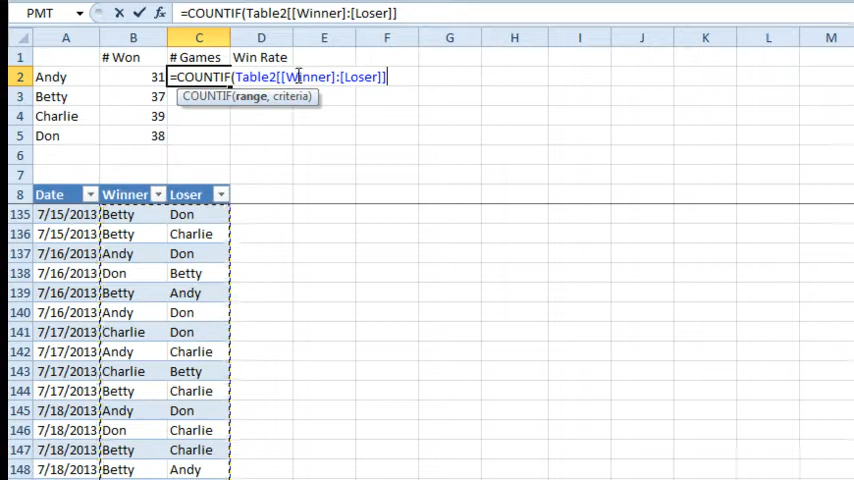 PMT fx =COUNTIF(Table2[[Winner]:[Loser]]
A B C D E F G H I J K L M
1 # Won # Games Win Rate
2 Andy 31 =COUNTIF(Table2[[Winner]:[Loser]]
3 Betty 37 COUNTIF(range, criteria)
4 Charlie 39
5 Don 38
6
7
8 Date Winner Loser
135 7/15/2013 Betty Don
136 7/15/2013 Betty Charlie
137 7/16/2013 Andy Don
138 7/16/2013 Don Betty
139 7/16/2013 Betty Andy
140 7/16/2013 Andy Don
141 7/17/2013 Charlie Don
142 7/17/2013 Andy Charlie
143 7/17/2013 Charlie Betty
144 7/17/2013 Betty Charlie
145 7/18/2013 Andy Don
146 7/18/2013 Don Charlie
147 7/18/2013 Betty Charlie
148 7/18/2013 Betty Andy